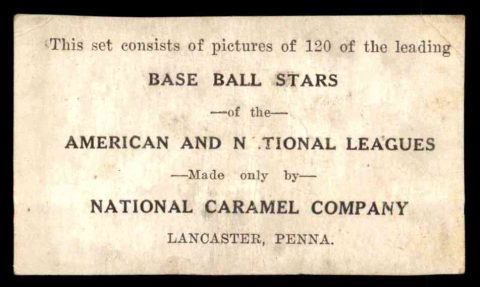 This set consists of pictures of 120 of the leading
BASE BALL STARS
—of the—
AMERICAN AND N .TIONAL LEAGUES
—Made only by—
NATIONAL CARAMEL COMPANY
LANCASTER, PENNA.